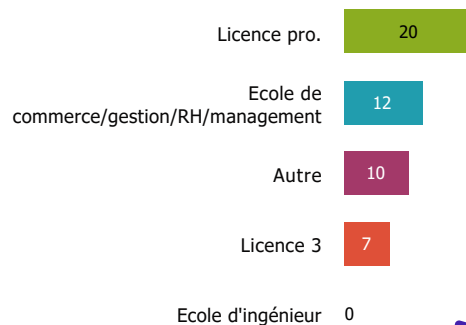 Licence pro. 20
Ecole de
commerce/gestion/RH/management 12
Autre 10
Licence 3 7
Ecole d'ingénieur 0